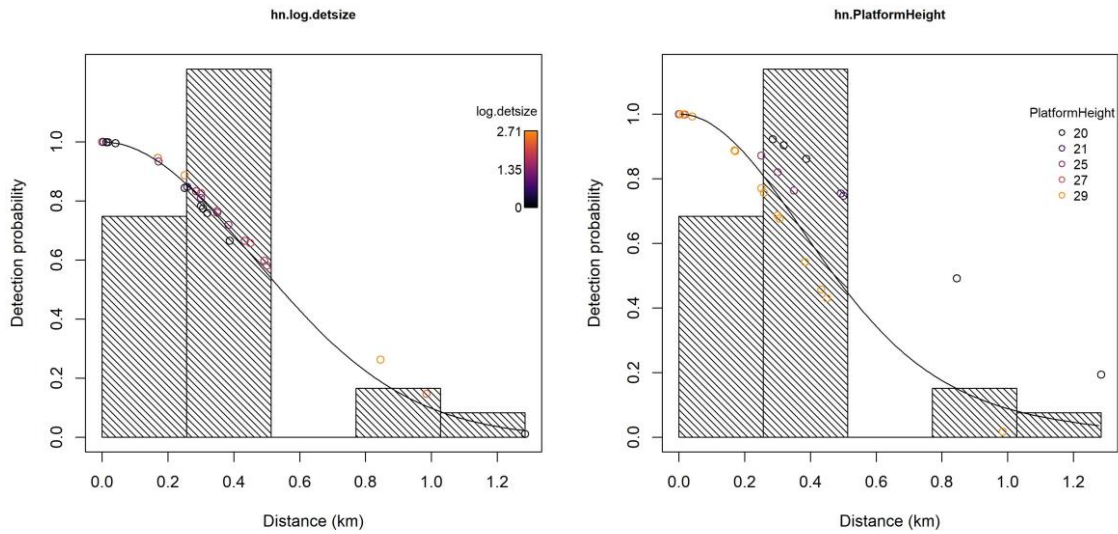 hn.log.detsize
Detection probability
1.0
0.8
0.6
0.4
0.2
0.0
log.detsize
2.71
1.35
0
0.0 0.2 0.4 0.6 0.8 1.0 1.2
Distance (km)
hn.PlatformHeight
Detection probability
1.0
0.8
0.6
0.4
0.2
0.0
PlatformHeight
20
21
25
27
29
0.0 0.2 0.4 0.6 0.8 1.0 1.2
Distance (km)